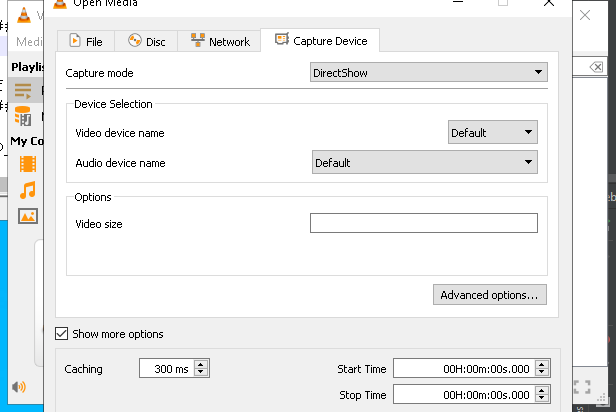 Open Media
Medi
File
Disc
Network
Capture Device
Playlis
My Co
Capture mode
DirectShow
Device Selection
Video device name
Default
Audio device name
Default
Options
Video size
Advanced options...
Show more options
Caching
300 ms
Start Time
00H:00m:00s.000
Stop Time
00H:00m:00s.000